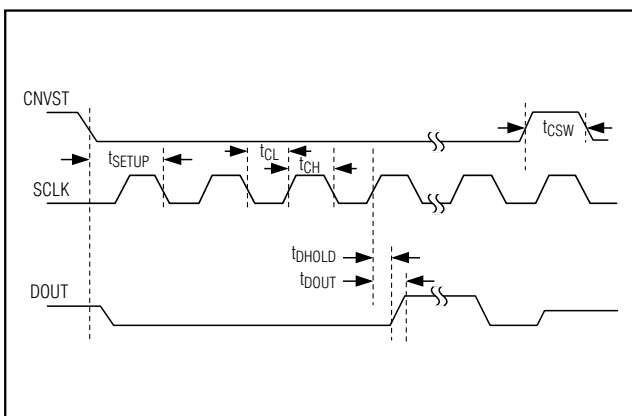 CNVST
tCSW
tSETUP
tCL
tCH
SCLK
tDHOLD
tDOUT
DOUT